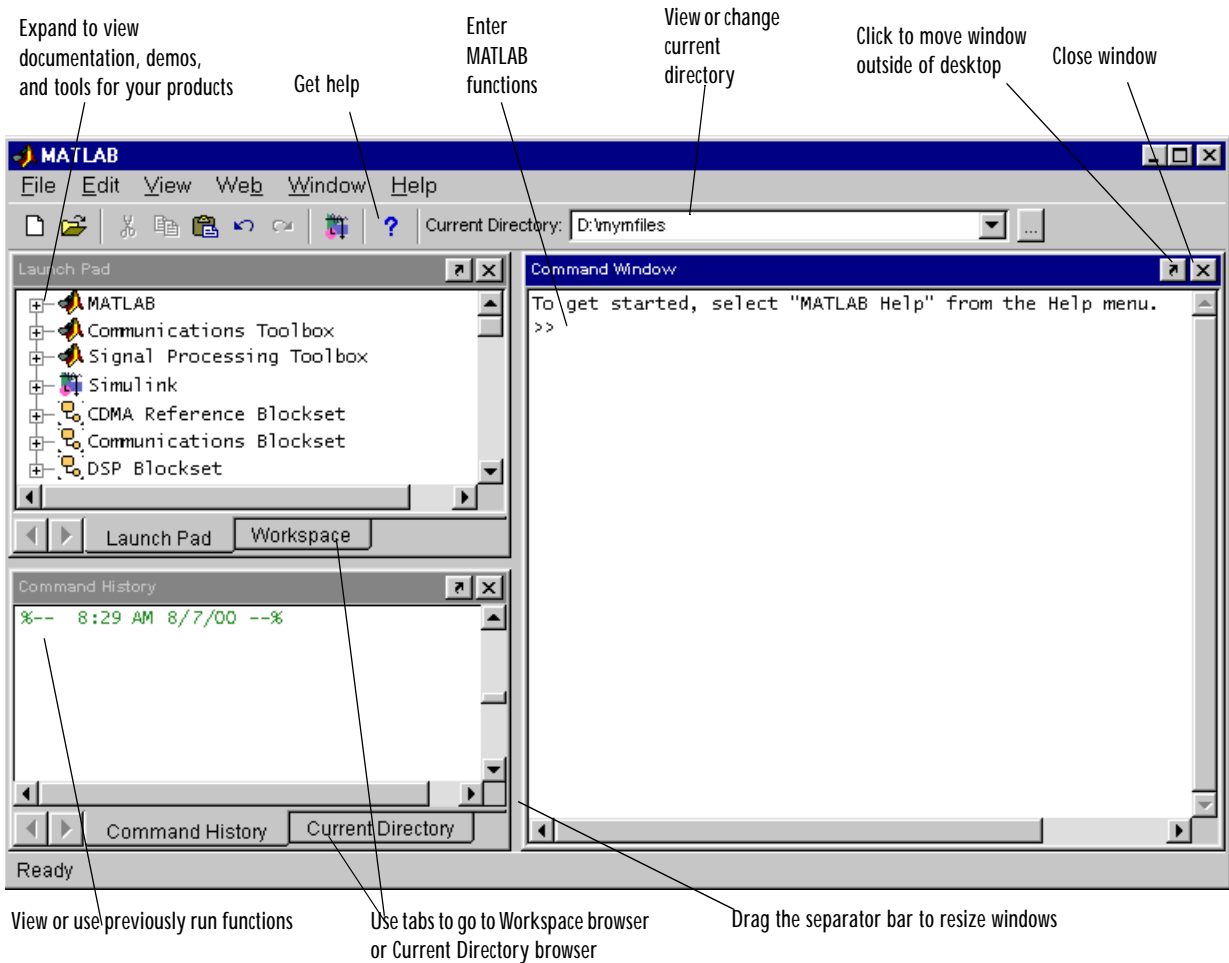 Expand to view
documentation, demos,
and tools for your products
Get help
Enter
MATLAB
functions
View or change
current
directory
Click to move window
outside of desktop
Close window
MATLAB
File Edit View Web Window Help
? Current Directory: D:\mymfiles ...
Launch Pad
MATLAB
Communications Toolbox
Signal Processing Toolbox
Simulink
CDMA Reference Blockset
Communications Blockset
DSP Blockset
Launch Pad Workspace
Command History
%-- 8:29 AM 8/7/00 --%
Command History Current Directory
Command Window
To get started, select "MATLAB Help" from the Help menu.
>>
Ready
View or use previously run functions
Use tabs to go to Workspace browser
or Current Directory browser
Drag the separator bar to resize windows